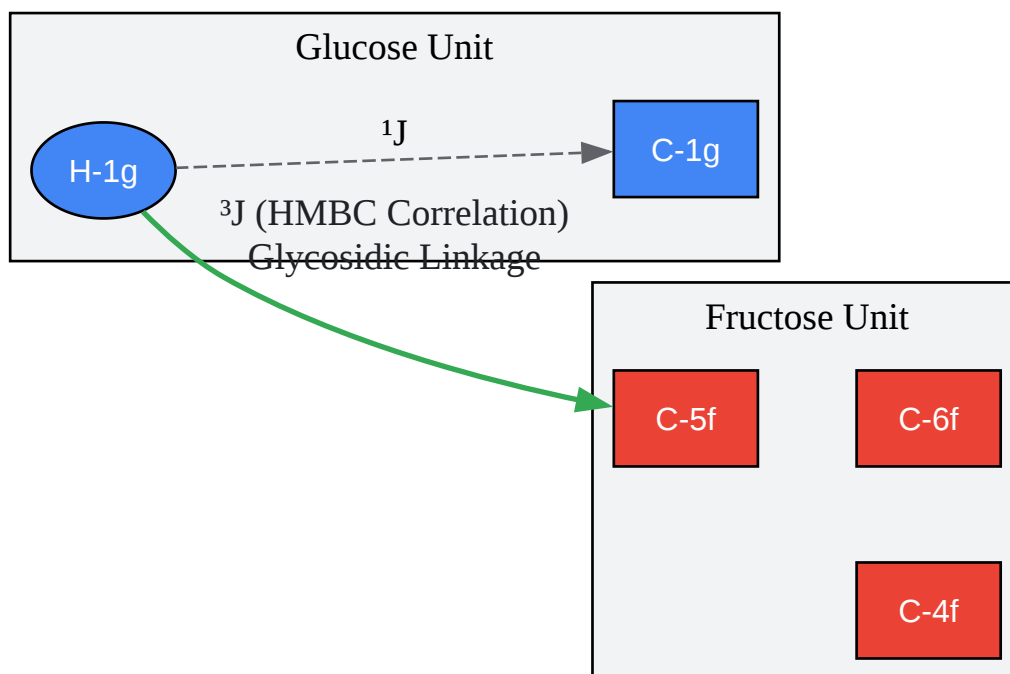 Glucose Unit
H-1g
¹J
C-1g
³J (HMBC Correlation)
Glycosidic Linkage
Fructose Unit
C-5f
C-6f
C-4f